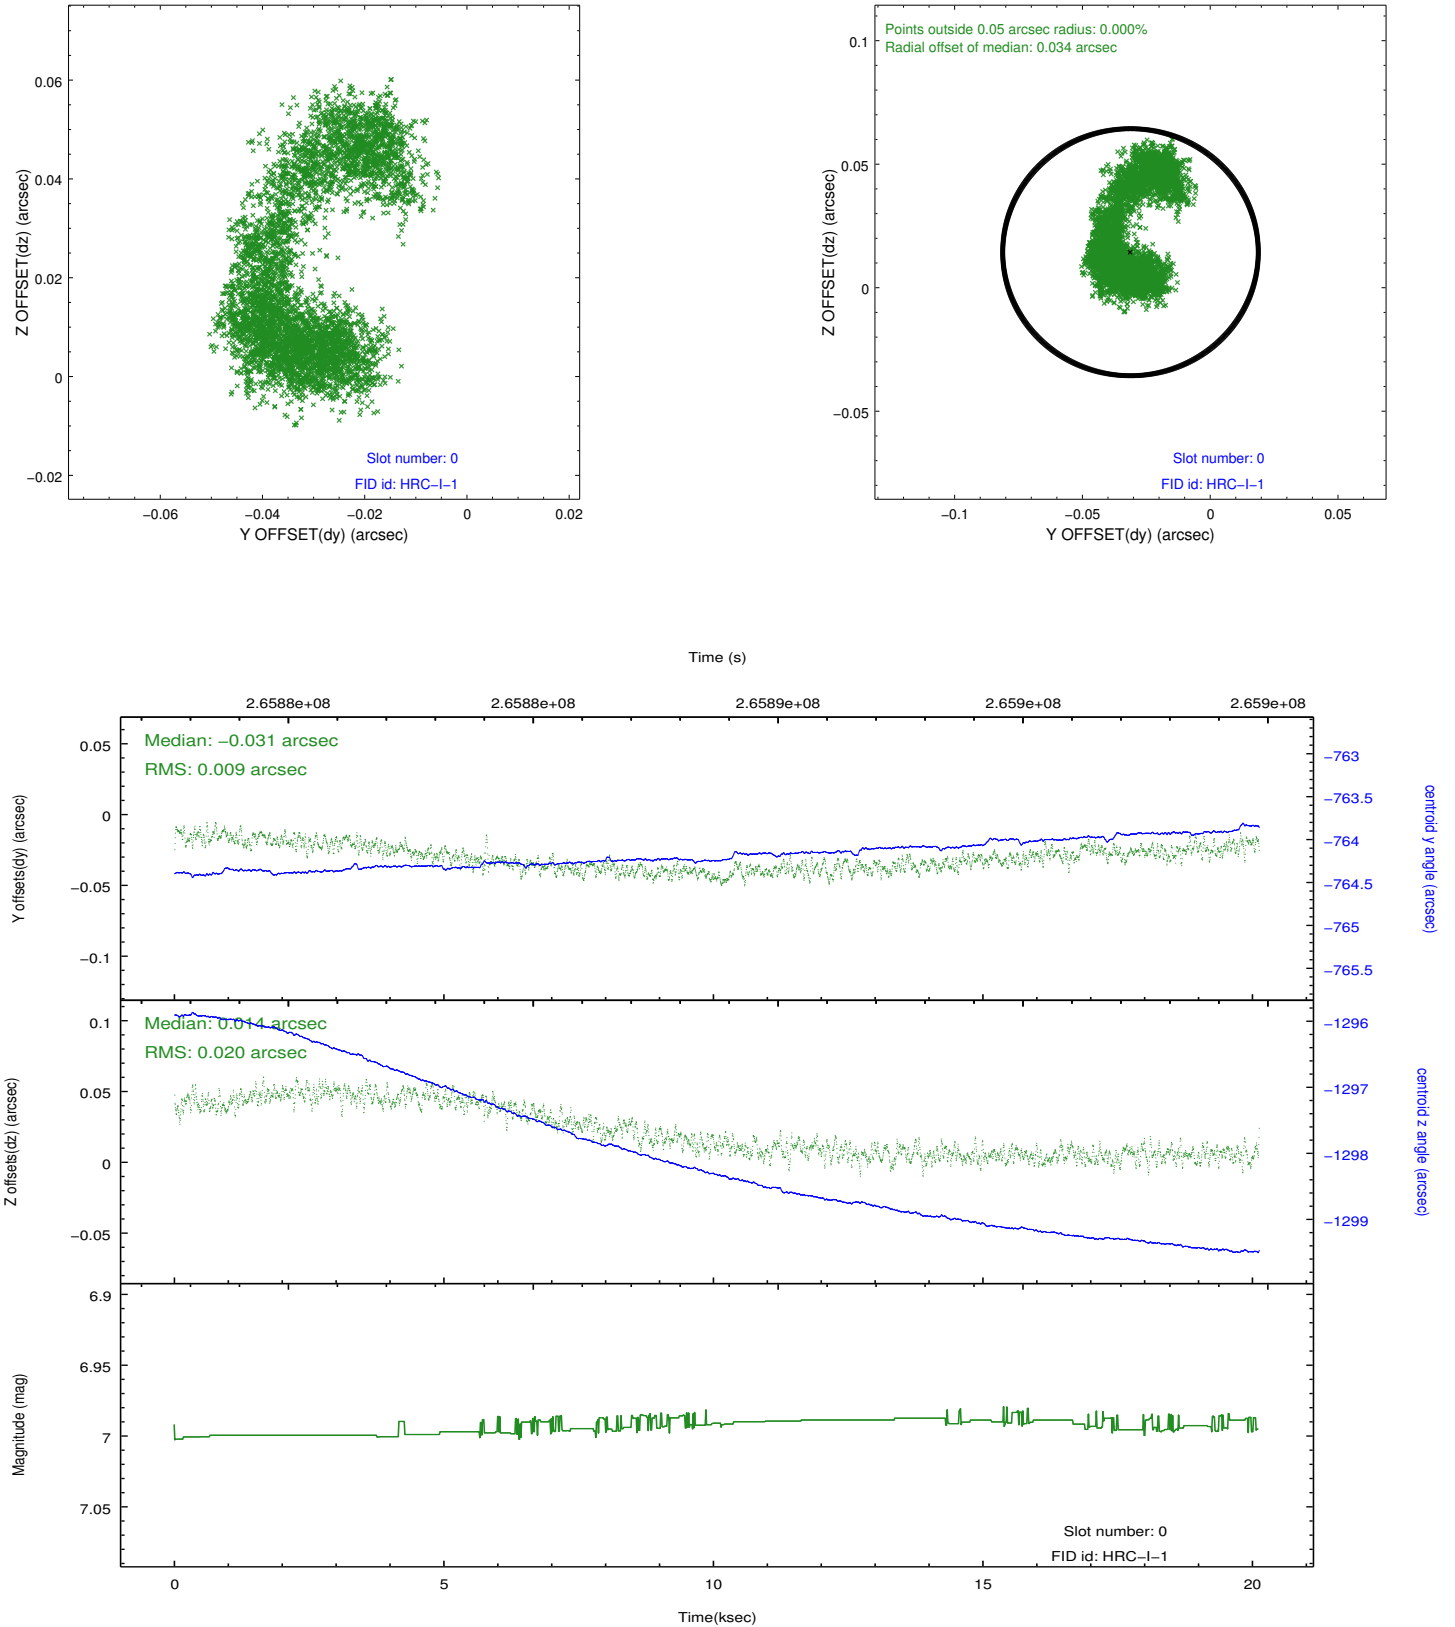 0.06
0.04
0.02
0
−0.02
Z OFFSET(dz) (arcsec)
Slot number: 0
FID id: HRC−I−1
−0.06
−0.04
−0.02
0
0.02
Y OFFSET(dy) (arcsec)
Points outside 0.05 arcsec radius: 0.000%
Radial offset of median: 0.034 arcsec
0.1
0.05
0
−0.05
Z OFFSET(dz) (arcsec)
Slot number: 0
FID id: HRC−I−1
−0.1
−0.05
0
0.05
Y OFFSET(dy) (arcsec)
Time (s)
2.6588e+08
2.6588e+08
2.6589e+08
2.659e+08
2.659e+08
Median: −0.031 arcsec
RMS: 0.009 arcsec
0.05
0
−0.05
−0.1
Y offsets(dy) (arcsec)
−763
−763.5
−764
−764.5
−765
−765.5
centroid y angle (arcsec)
Median: 0.014 arcsec
RMS: 0.020 arcsec
0.1
0.05
0
−0.05
Z offsets(dz) (arcsec)
−1296
−1297
−1298
−1299
centroid z angle (arcsec)
6.9
6.95
7
7.05
Magnitude (mag)
Slot number: 0
FID id: HRC−I−1
0
5
10
15
20
Time(ksec)